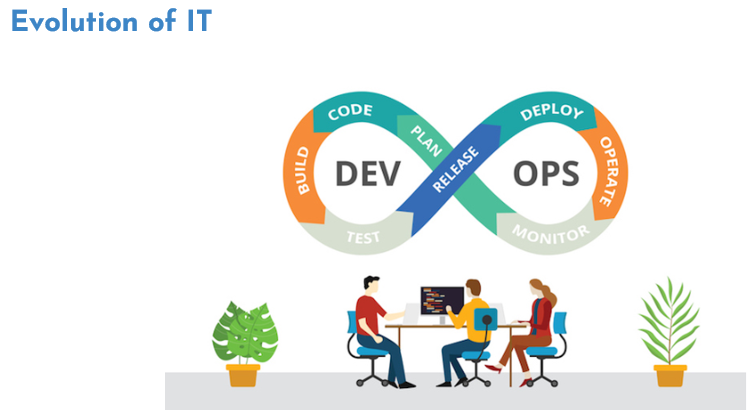 Evolution of IT
CODE
PLAN
BUILD
DEV
TEST
RELEASE
DEPLOY
OPERATE
OPS
MONITOR